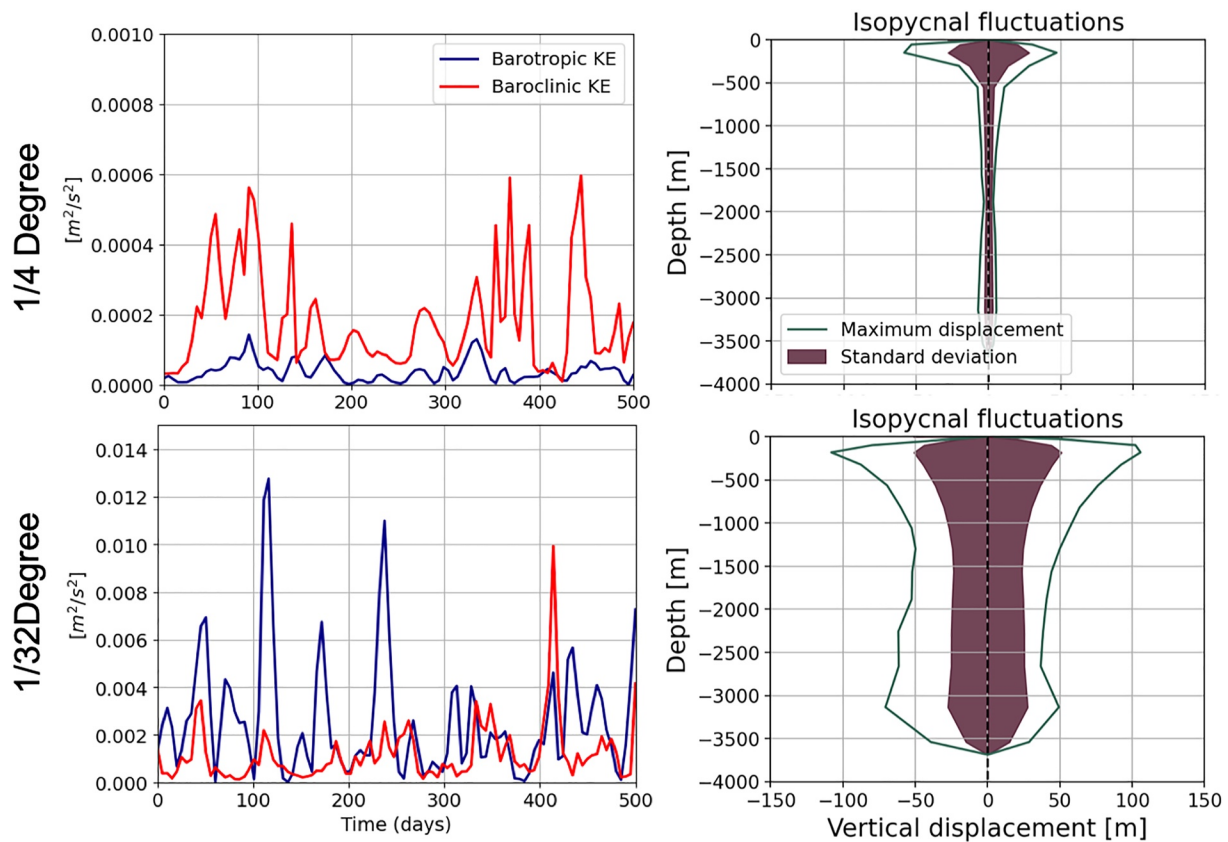 1/4 Degree
[m²/s²]
0.0010
0.0008
0.0006
0.0004
0.0002
0.0000
Barotropic KE
Baroclinic KE
0 100 200 300 400 500
Isopycnal fluctuations
Depth [m]
0
−500
−1000
−1500
−2000
−2500
−3000
−3500
−4000
Maximum displacement
Standard deviation
1/32Degree
[m²/s²]
0.014
0.012
0.010
0.008
0.006
0.004
0.002
0.000
0 100 200 300 400 500
Time (days)
Isopycnal fluctuations
Depth [m]
0
−500
−1000
−1500
−2000
−2500
−3000
−3500
−4000
−150 −100 −50 0 50 100 150
Vertical displacement [m]